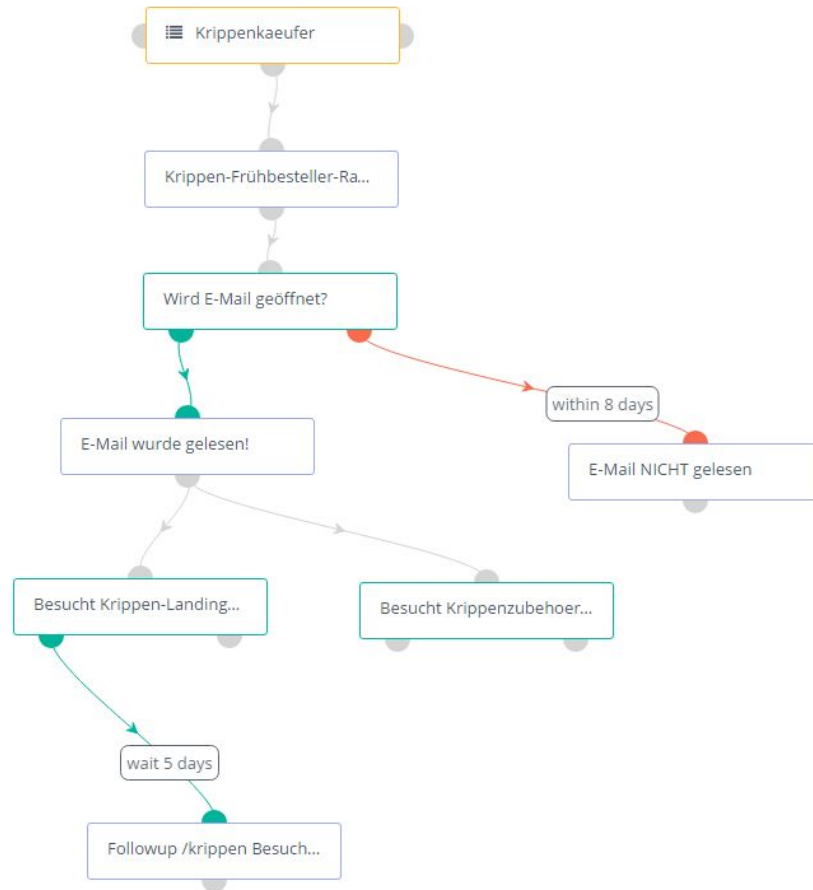 Krippenkaeufer
Krippen-Frühbesteller-Ra...
Wird E-Mail geöffnet?
within 8 days
E-Mail wurde gelesen!
E-Mail NICHT gelesen
Besucht Krippen-Landing...
Besucht Krippenzubehoer...
wait 5 days
Followup /krippen Besuch...